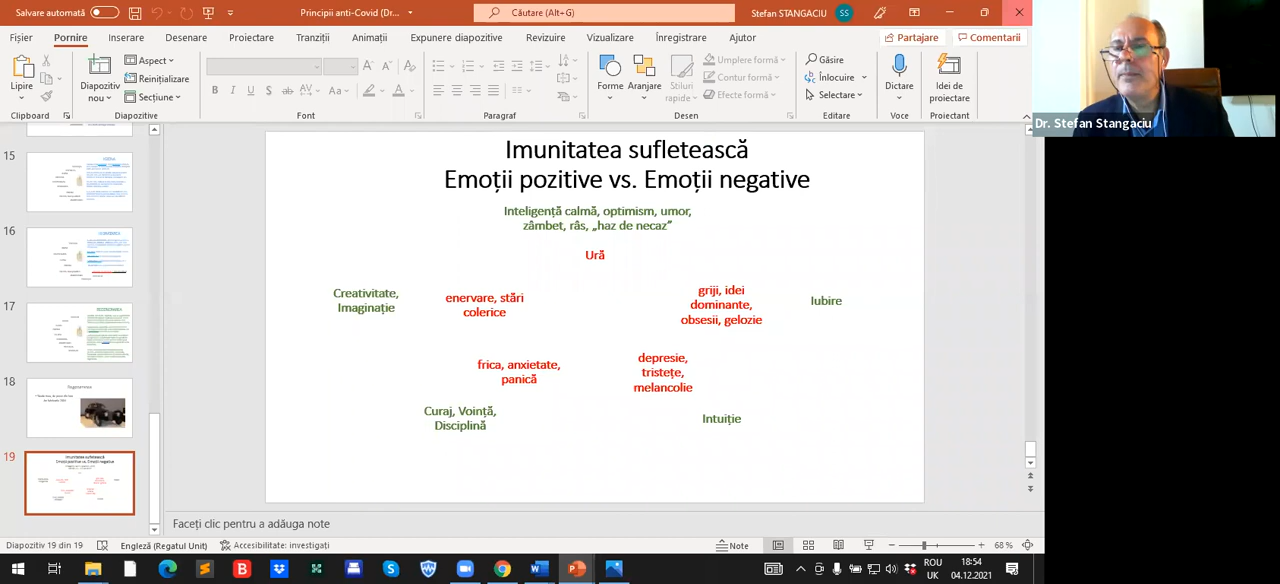 Salvare automată
Principii anti-Covid (Dr...
Căutare (Alt+G)
Stefan STANGACIU
SS
Fișier
Pornire
Inserare
Desenare
Proiectare
Tranziții
Animații
Expunere diapozitive
Revizuire
Vizualizare
Înregistrare
Ajutor
Partajare
Comentarii
Lipire
Clipboard
Diapozitiv
nou
Aspect
Reinițializare
Secțiune
Diapozitive
Font
Paragraf
Forme
Aranjare
Stiluri
rapide
Umplere formă
Contur formă
Efecte formă
Desen
Găsire
Înlocuire
Selectare
Editare
Dictare
Voce
Idei de
proiectare
Proiectant
Dr. Stefan Stangaciu
15
16
17
18
19
Imunitatea sufletească
Emoții pozitive vs. Emoții negative
Inteligență calmă, optimism, umor,
zâmbet, râs, „haz de necaz”
Ură
Creativitate,
Imaginație
enervare, stări
colerice
griji, idei
dominante,
obsesii, gelozie
Iubire
frica, anxietate,
panică
depresie,
tristețe,
melancolie
Curaj, Voință,
Disciplină
Intuiție
Faceți clic pentru a adăuga note
Diapozitiv 19 din 19
Engleză (Regatul Unit)
Accesibilitate: investigați
Note
68 %
ROU
UK
18:54
04.12.2021